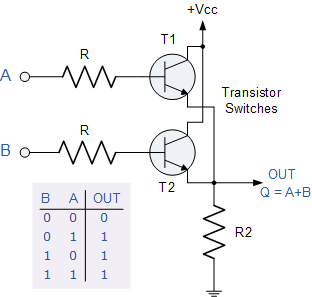 +Vcc
T1
R
A
Transistor
Switches
R
B
T2
OUT
Q = A+B
R2
B A OUT
0 0 0
0 1 1
1 0 1
1 1 1